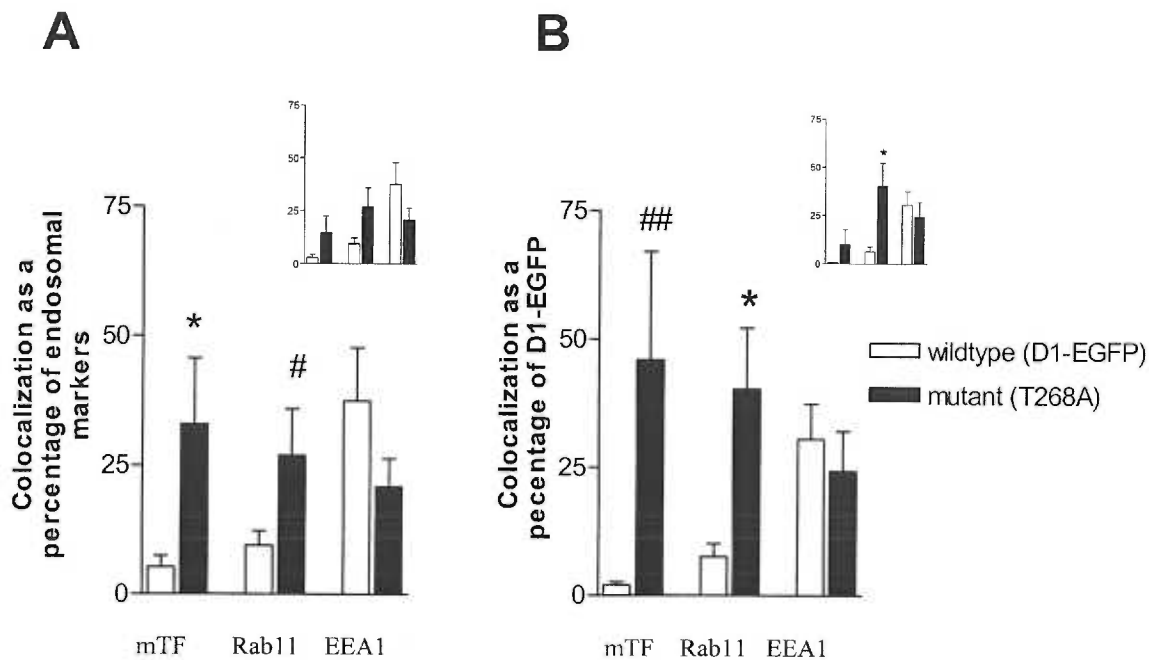 A
B
75
50
25
0
75
50
25
0
*
#
Colocalization as a
percentage of endosomal
markers
75
50
25
0
*
75
50
25
0
##
*
Colocalization as a
pecentage of D1-EGFP
wildtype (D1-EGFP)
mutant (T268A)
mTF Rab11 EEA1
mTF Rab11 EEA1